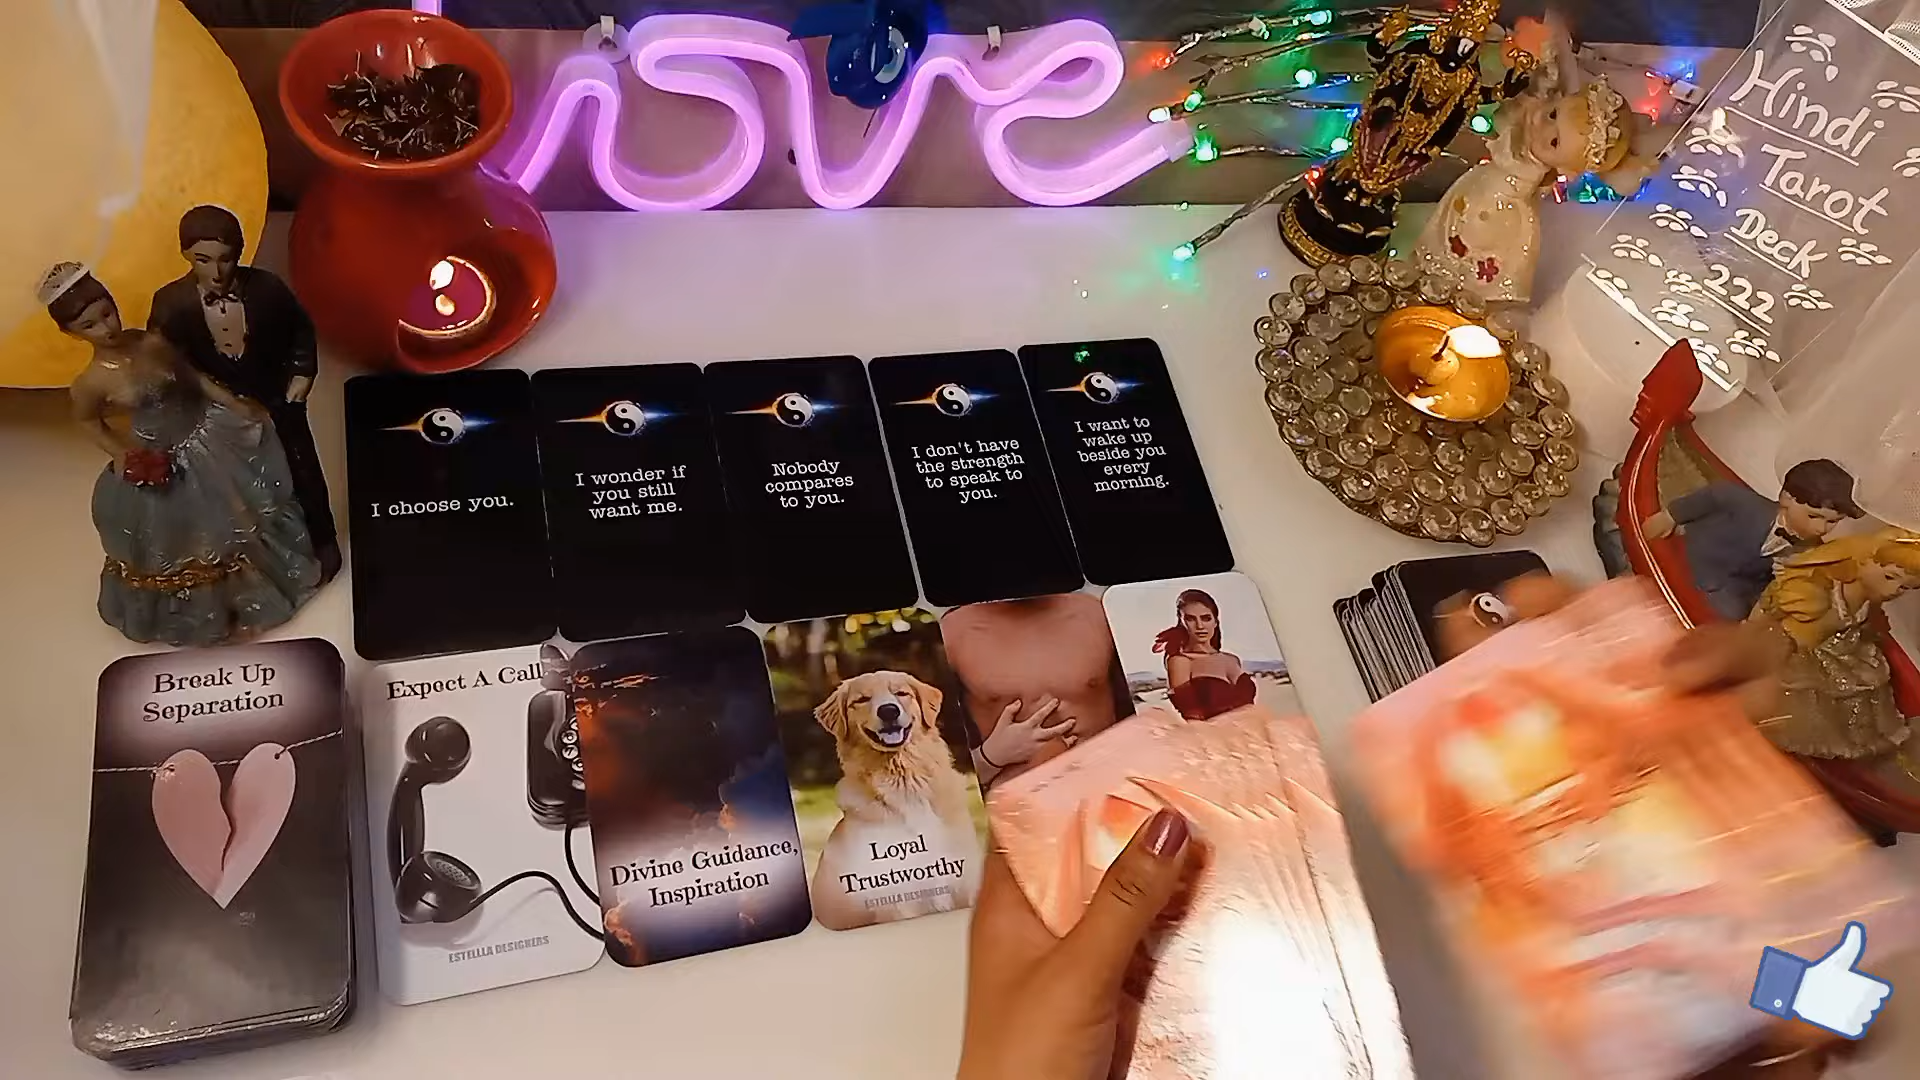 love
Hindi
Tarot
Deck
222
I choose you.
I wonder if
you still
want me.
Nobody
compares
to you.
I don't have
the strength
to speak to
you.
I want to
wake up
beside you
every
morning.
Break Up
Separation
Expect A Call
ESTELLA DESIGNERS
Divine Guidance,
Inspiration
Loyal
Trustworthy
ESTELLA DESIGNERS